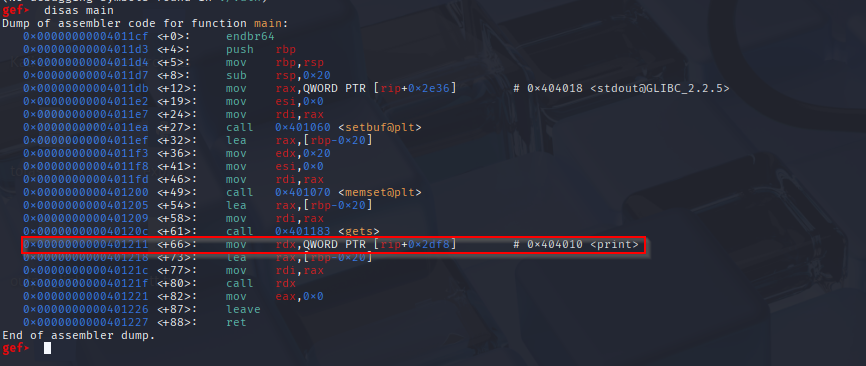 gef➤ disas main
Dump of assembler code for function main:
0x00000000004011cf <+0>: endbr64
0x00000000004011d3 <+4>: push rbp
0x00000000004011d4 <+5>: mov rbp,rsp
0x00000000004011d7 <+8>: sub rsp,0x20
0x00000000004011db <+12>: mov rax,QWORD PTR [rip+0x2e36] # 0x404018 <stdout@GLIBC_2.2.5>
0x00000000004011e2 <+19>: mov esi,0x0
0x00000000004011e7 <+24>: mov rdi,rax
0x00000000004011ea <+27>: call 0x401060 <setbuf@plt>
0x00000000004011ef <+32>: lea rax,[rbp-0x20]
0x00000000004011f3 <+36>: mov edx,0x20
0x00000000004011f8 <+41>: mov esi,0x0
0x00000000004011fd <+46>: mov rdi,rax
0x0000000000401200 <+49>: call 0x401070 <memset@plt>
0x0000000000401205 <+54>: lea rax,[rbp-0x20]
0x0000000000401209 <+58>: mov rdi,rax
0x000000000040120c <+61>: call 0x401183 <gets>
0x0000000000401211 <+66>: mov rdx,QWORD PTR [rip+0x2df8] # 0x404010 <print>
0x0000000000401218 <+73>: lea rax,[rbp-0x20]
0x000000000040121c <+77>: mov rdi,rax
0x000000000040121f <+80>: call rdx
0x0000000000401221 <+82>: mov eax,0x0
0x0000000000401226 <+87>: leave
0x0000000000401227 <+88>: ret
End of assembler dump.
gef➤